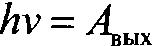 hν = Aвых